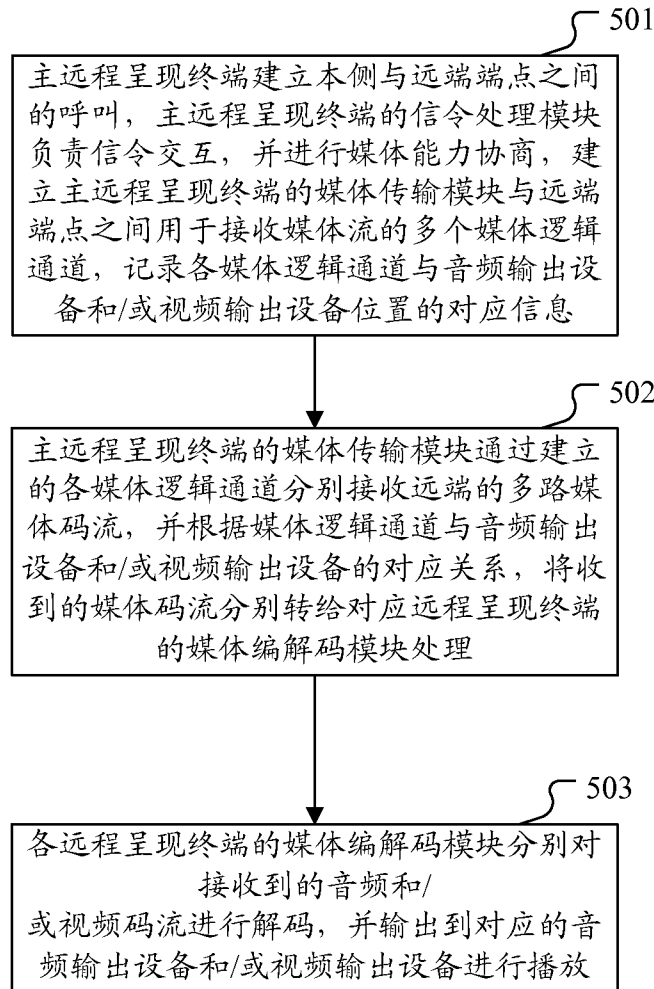 501
主远程呈现终端建立本侧与远端端点之间
的呼叫，主远程呈现终端的信令处理模块
负责信令交互，并进行媒体能力协商，建
立主远程呈现终端的媒体传输模块与远端
端点之间用于接收媒体流的多个媒体逻辑
通道，记录各媒体逻辑通道与音频输出设
备和/或视频输出设备位置的对应信息
502
主远程呈现终端的媒体传输模块通过建立
的各媒体逻辑通道分别接收远端的多路媒
体码流，并根据媒体逻辑通道与音频输出
设备和/或视频输出设备的对应关系，将收
到的媒体码流分别转给对应远程呈现终端
的媒体编解码模块处理
503
各远程呈现终端的媒体编解码模块分别对
接收到的音频和/
或视频码流进行解码，并输出到对应的音
频输出设备和/或视频输出设备进行播放